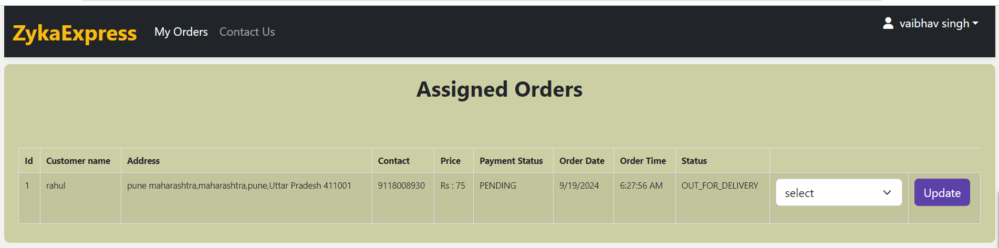 ZykaExpress My Orders Contact Us vaibhav singh
Assigned Orders
Id Customer name Address Contact Price Payment Status Order Date Order Time Status
1 rahul pune maharashtra,maharashtra,pune,Uttar Pradesh 411001 9118008930 Rs : 75 PENDING 9/19/2024 6:27:56 AM OUT_FOR_DELIVERY select Update